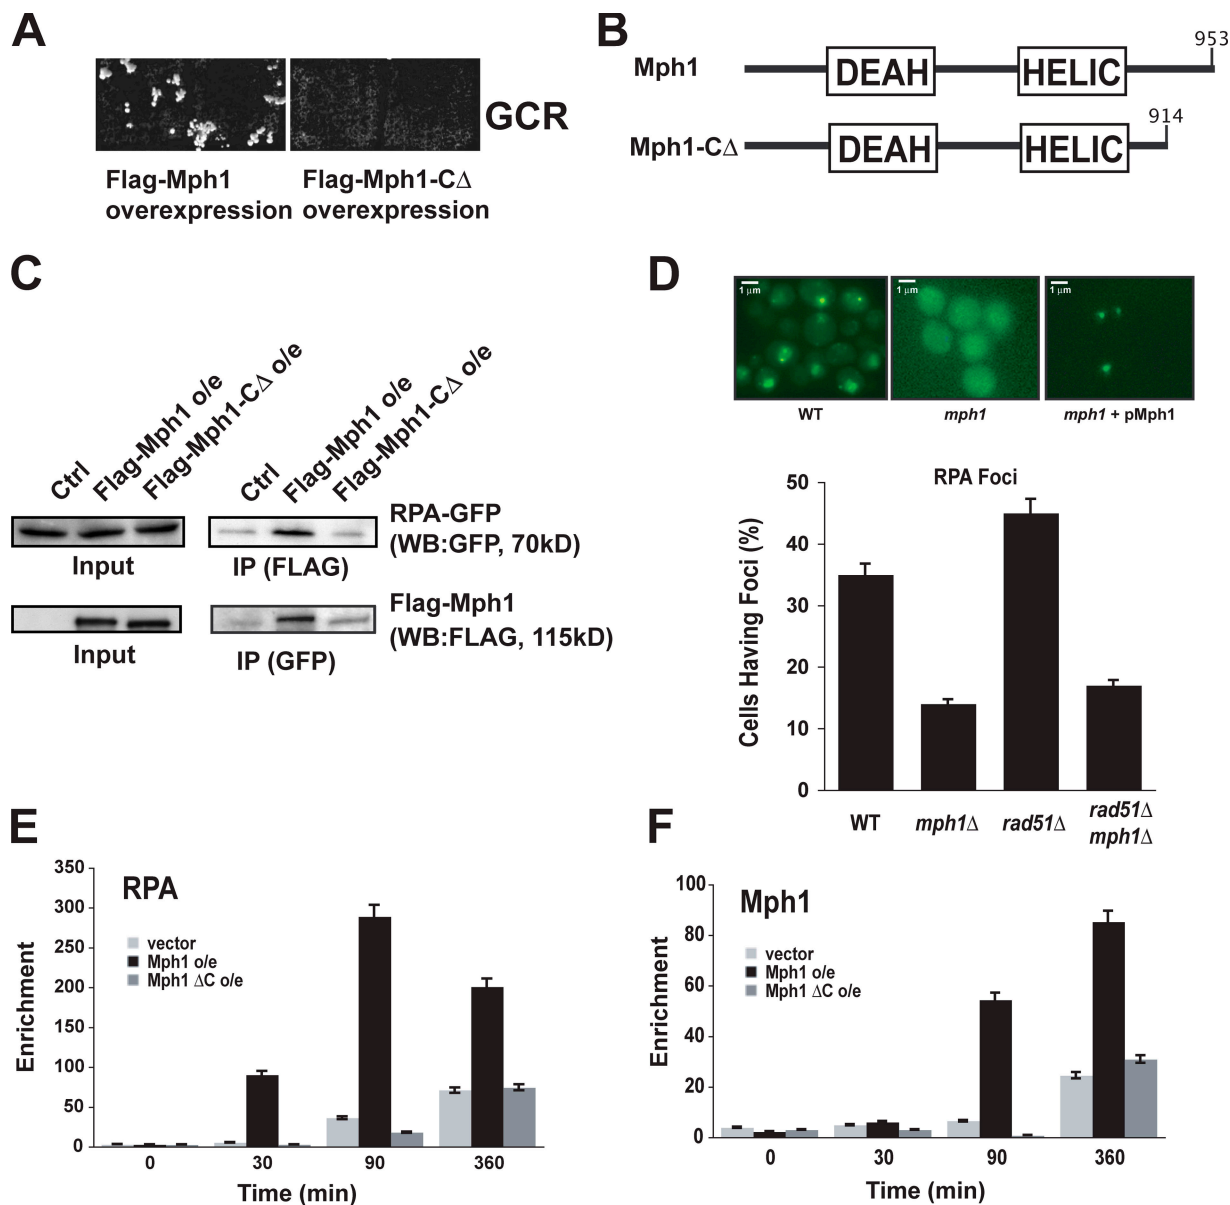 A
GCR
Flag-Mph1
overexpression
Flag-Mph1-CΔ
overexpression
B
Mph1
DEAH
HELIC
953
Mph1-CΔ
DEAH
HELIC
914
C
Ctrl
Flag-Mph1 o/e
Flag-Mph1-CΔ o/e
Ctrl
Flag-Mph1 o/e
Flag-Mph1-CΔ o/e
RPA-GFP
(WB:GFP, 70kD)
Input
IP (FLAG)
Flag-Mph1
(WB:FLAG, 115kD)
Input
IP (GFP)
D
1 μm
1 μm
1 μm
WT
mph1
mph1 + pMph1
RPA Foci
Cells Having Foci (%)
50
40
30
20
10
0
WT
mph1Δ
rad51Δ
rad51Δ
mph1Δ
E
RPA
vector
Mph1 o/e
Mph1 ΔC o/e
Enrichment
350
300
250
200
150
100
50
0
0
30
90
360
Time (min)
F
Mph1
vector
Mph1 o/e
Mph1 ΔC o/e
Enrichment
100
80
60
40
20
0
0
30
90
360
Time (min)